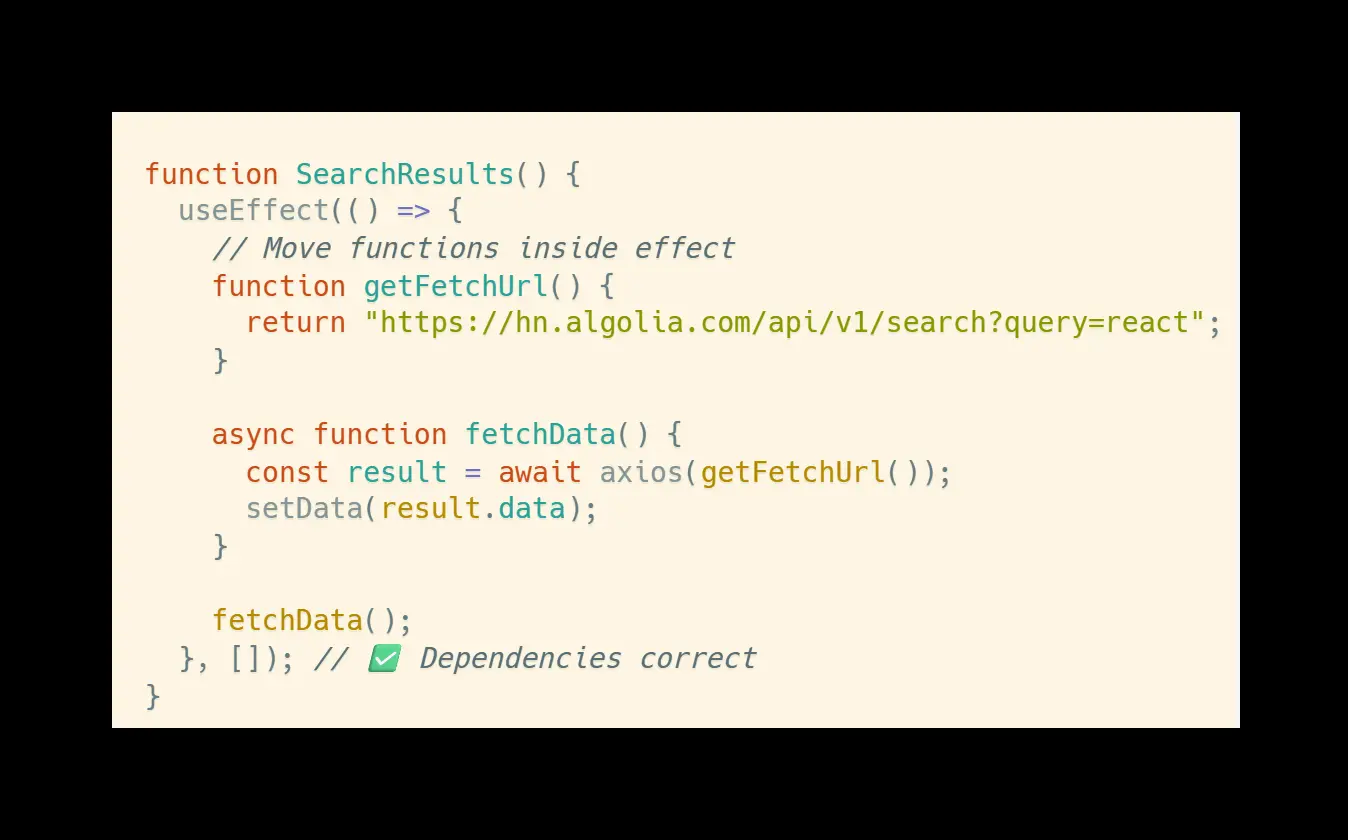 function SearchResults() {
  useEffect(() => {
    // Move functions inside effect
    function getFetchUrl() {
      return "https://hn.algolia.com/api/v1/search?query=react";
    }

    async function fetchData() {
      const result = await axios(getFetchUrl());
      setData(result.data);
    }

    fetchData();
  }, []); // ✅ Dependencies correct
}